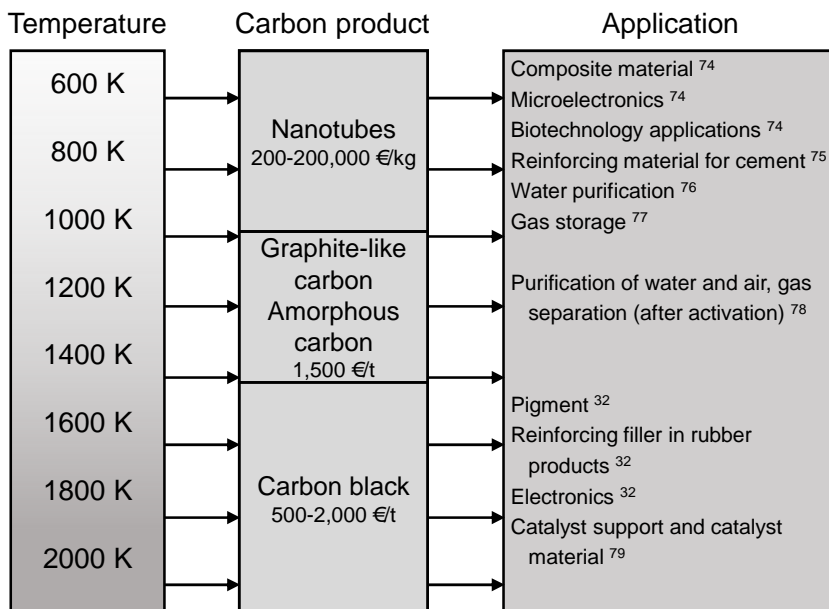 Temperature
Carbon product
Application
600 K
800 K
1000 K
1200 K
1400 K
1600 K
1800 K
2000 K
Nanotubes
200-200,000 €/kg
Graphite-like
carbon
Amorphous
carbon
1,500 €/t
Carbon black
500-2,000 €/t
Composite material 74
Microelectronics 74
Biotechnology applications 74
Reinforcing material for cement 75
Water purification 76
Gas storage 77
Purification of water and air, gas
separation (after activation) 78
Pigment 32
Reinforcing filler in rubber
products 32
Electronics 32
Catalyst support and catalyst
material 79